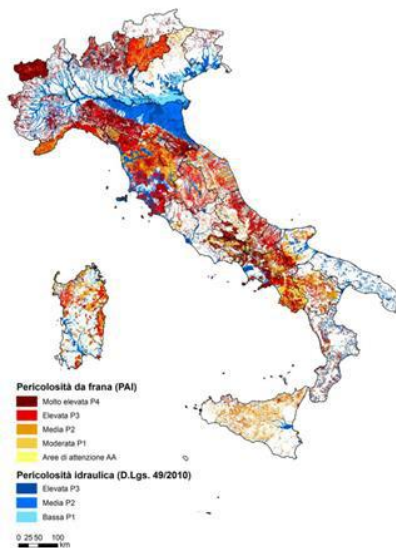 Pericolosità da frana (PAI)
Molto elevata P4
Elevata P3
Media P2
Moderata P1
Aree di attenzione AA
Pericolosità idraulica (D.Lgs. 49/2010)
Elevata P3
Media P2
Bassa P1
0 25 50 100
km